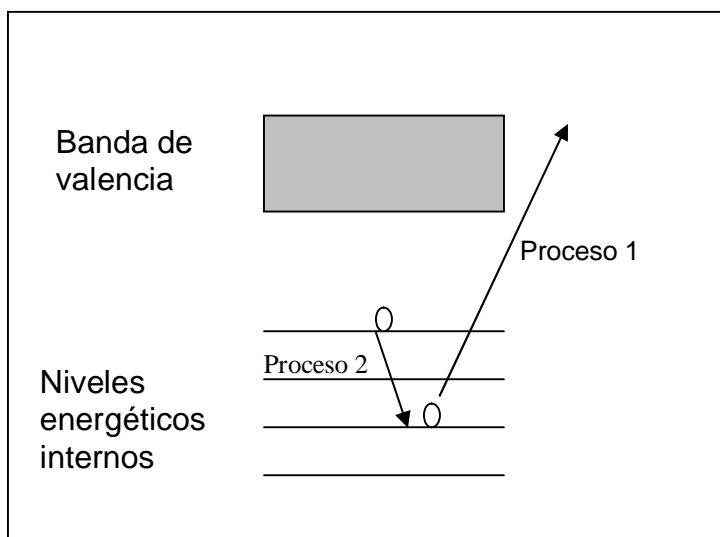 Banda de
valencia
Proceso 1
Proceso 2
Niveles
energéticos
internos